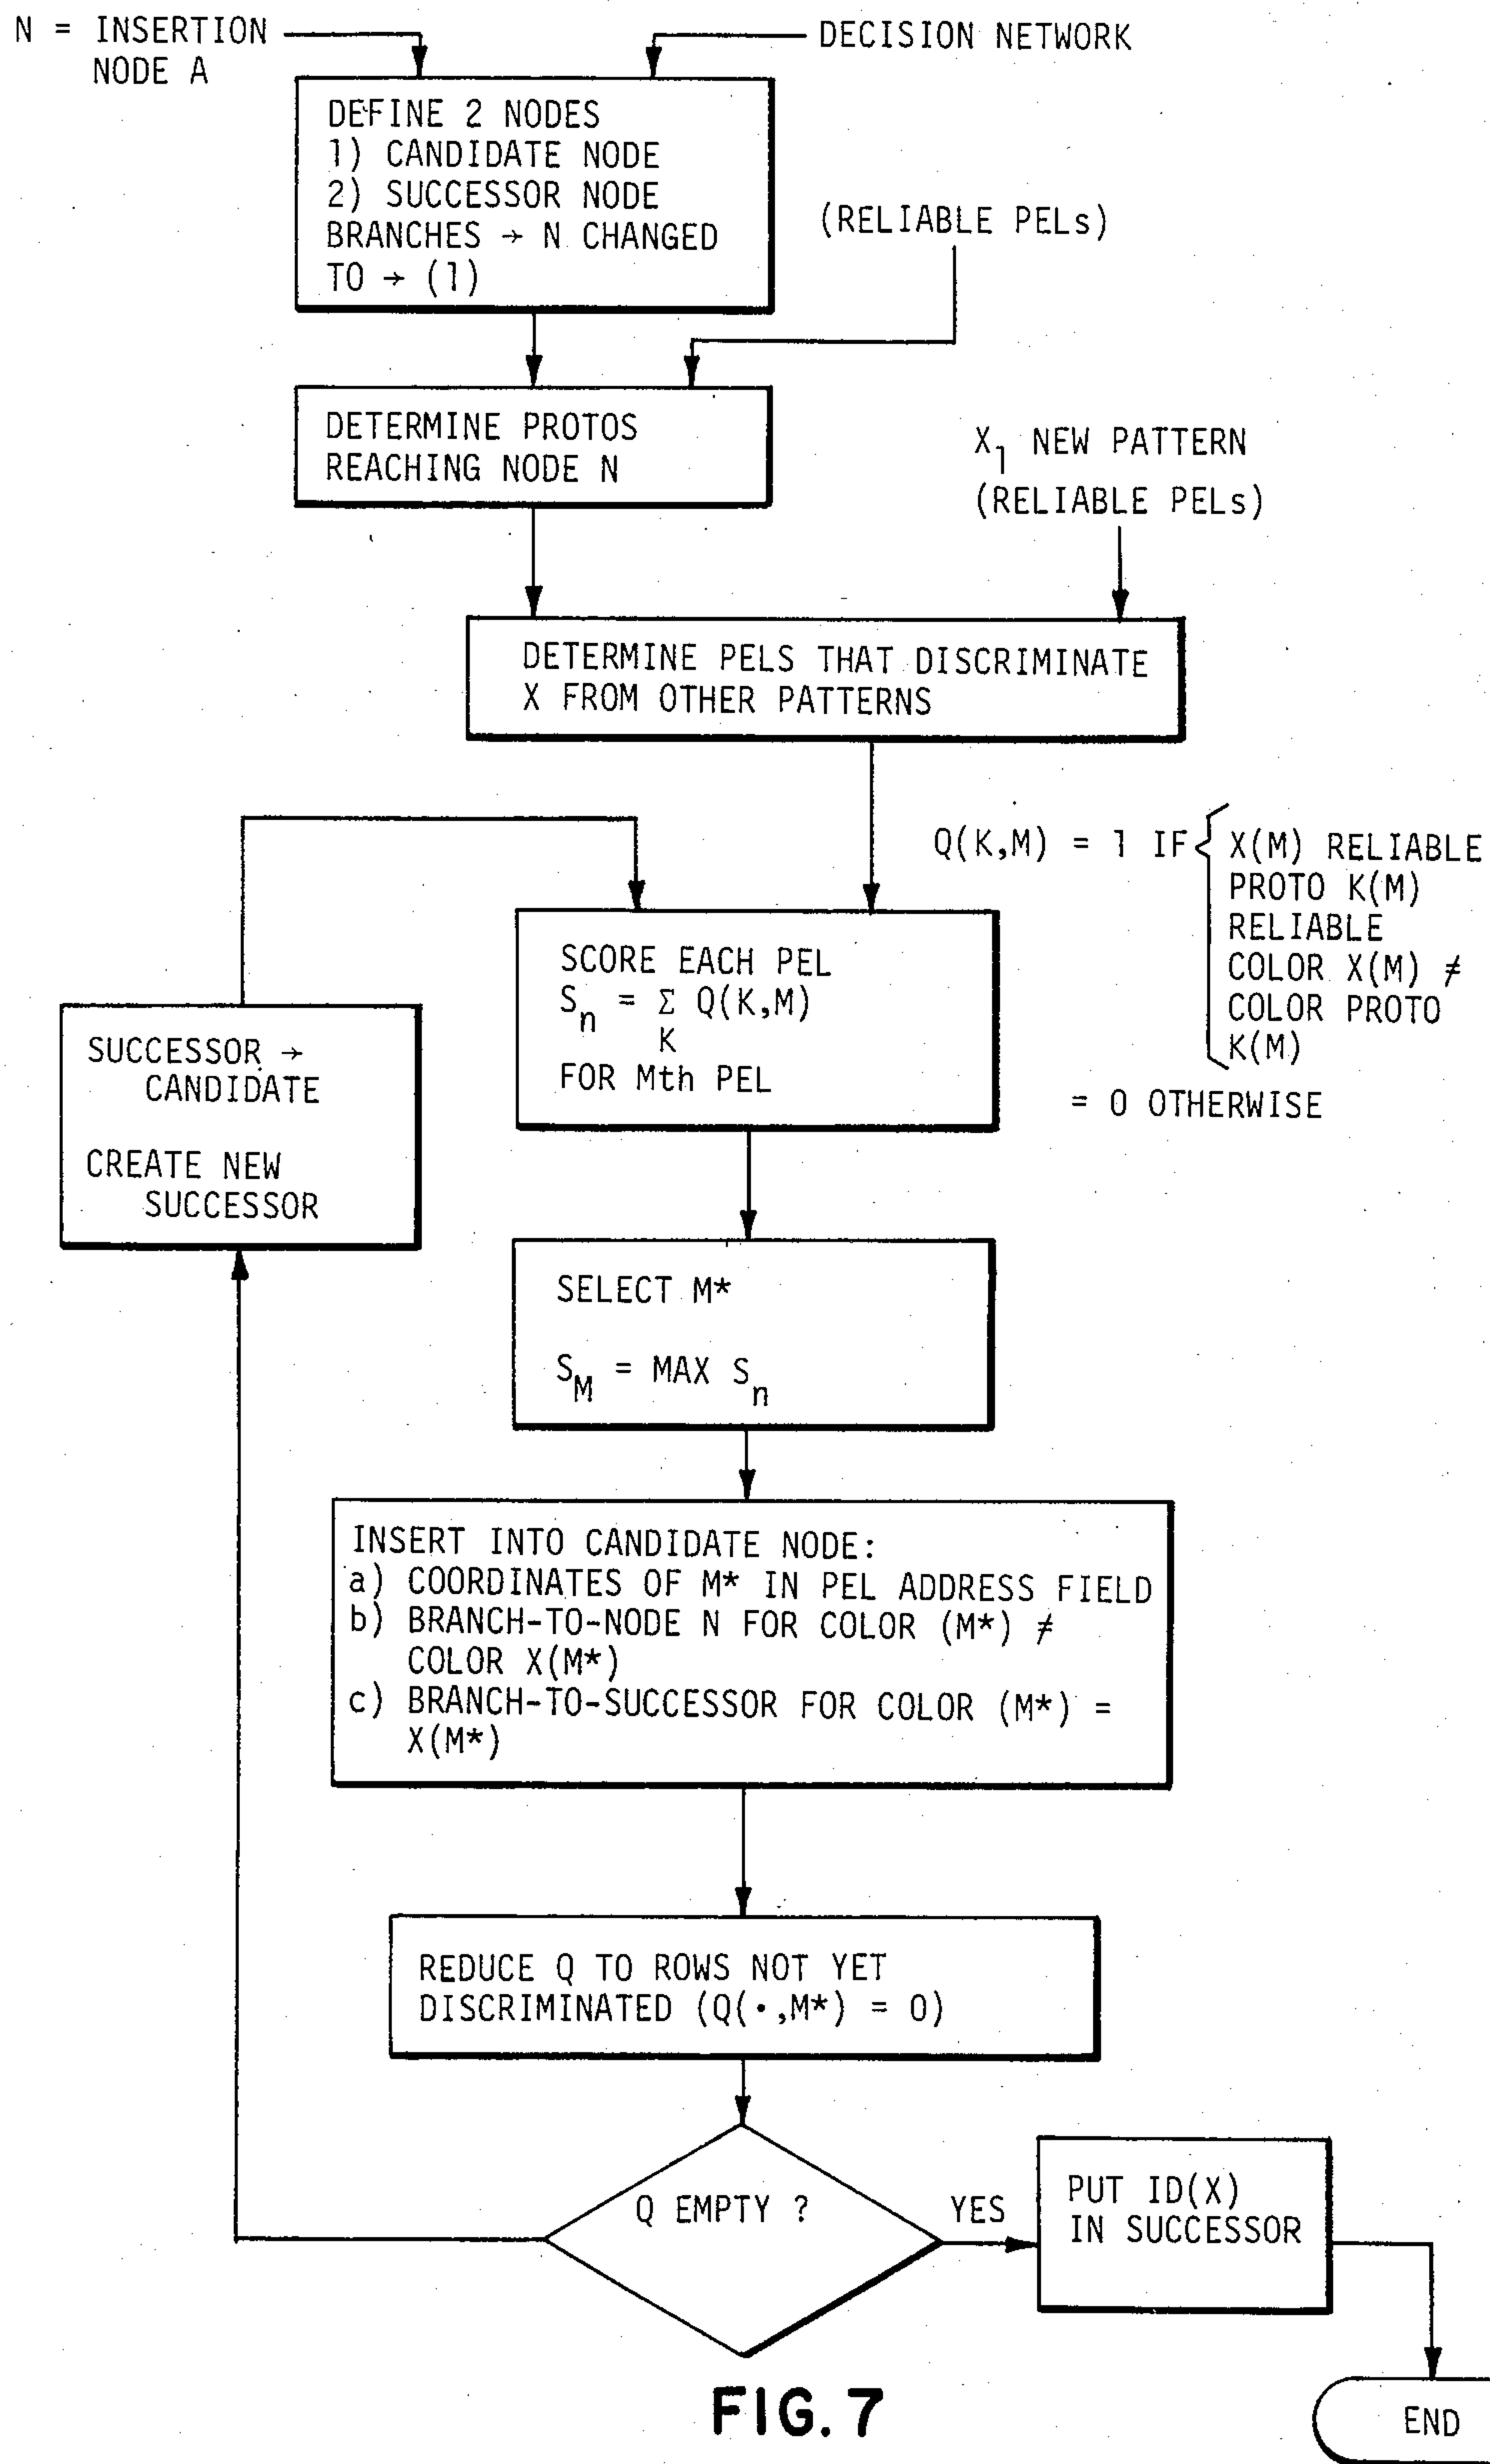 N = INSERTION
NODE A
DECISION NETWORK
DEFINE 2 NODES
1) CANDIDATE NODE
2) SUCCESSOR NODE
BRANCHES → N CHANGED
TO → (1)
(RELIABLE PELs)
DETERMINE PROTOS
REACHING NODE N
X1 NEW PATTERN
(RELIABLE PELs)
DETERMINE PELS THAT DISCRIMINATE
X FROM OTHER PATTERNS
Q(K,M) = 1 IF { X(M) RELIABLE
PROTO K(M)
RELIABLE
COLOR X(M) ≠
COLOR PROTO
K(M)
= 0 OTHERWISE
SCORE EACH PEL
Sn = Σ Q(K,M)
K
FOR Mth PEL
SUCCESSOR →
CANDIDATE
CREATE NEW
SUCCESSOR
SELECT M*
SM = MAX Sn
INSERT INTO CANDIDATE NODE:
a) COORDINATES OF M* IN PEL ADDRESS FIELD
b) BRANCH-TO-NODE N FOR COLOR (M*) ≠
COLOR X(M*)
c) BRANCH-TO-SUCCESSOR FOR COLOR (M*) =
X(M*)
REDUCE Q TO ROWS NOT YET
DISCRIMINATED (Q(•,M*) = 0)
Q EMPTY ?
YES
PUT ID(X)
IN SUCCESSOR
END
FIG. 7